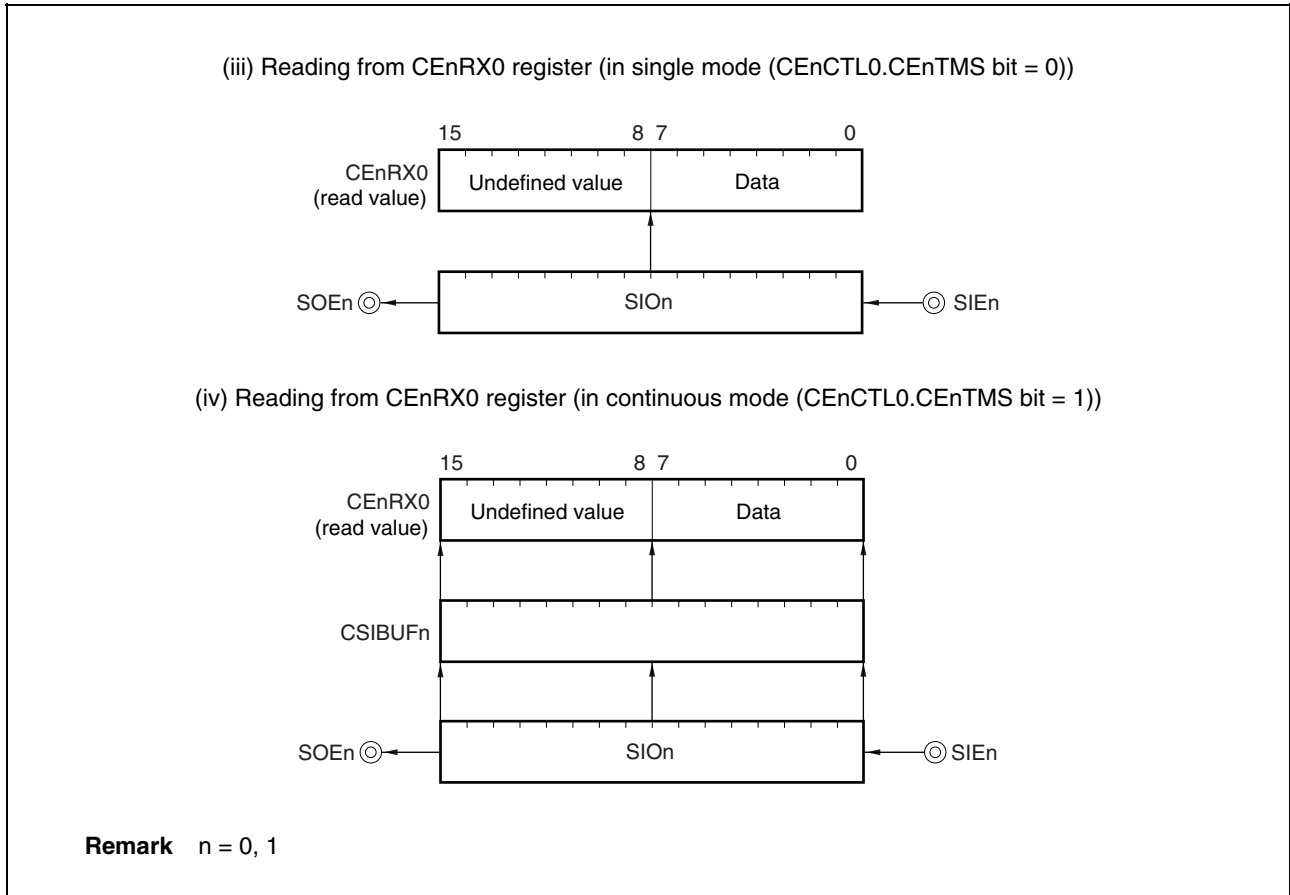 (iii) Reading from CEnRX0 register (in single mode (CEnCTL0.CEnTMS bit = 0))
15 8 7 0
CEnRX0
(read value)
Undefined value Data
SOEn SIOn SIEn
(iv) Reading from CEnRX0 register (in continuous mode (CEnCTL0.CEnTMS bit = 1))
15 8 7 0
CEnRX0
(read value)
Undefined value Data
CSIBUFn
SOEn SIOn SIEn
Remark n = 0, 1